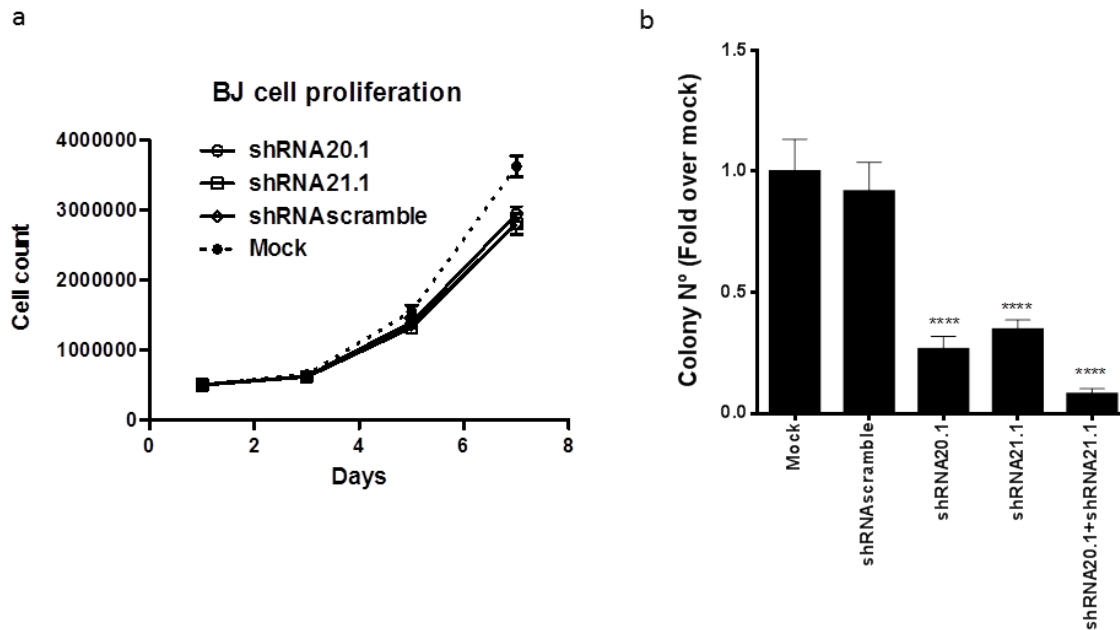 a
BJ cell proliferation
shRNA20.1
shRNA21.1
shRNAscramble
Mock
Cell count
4000000
3000000
2000000
1000000
0
0
2
4
6
8
Days
b
Colony Nº (Fold over mock)
1.5
1.0
0.5
0.0
****
****
****
Mock
shRNAscramble
shRNA20.1
shRNA21.1
shRNA20.1+shRNA21.1